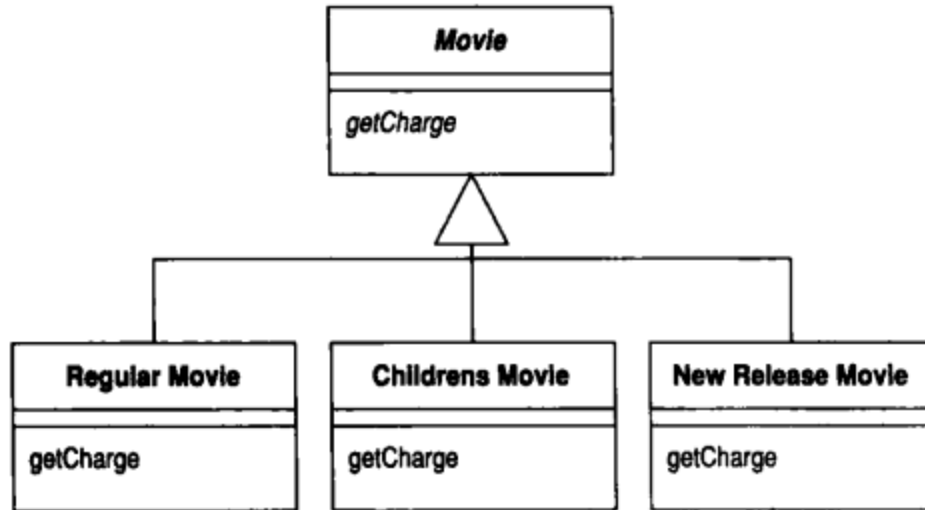 Movie
getCharge
Regular Movie
getCharge
Childrens Movie
getCharge
New Release Movie
getCharge